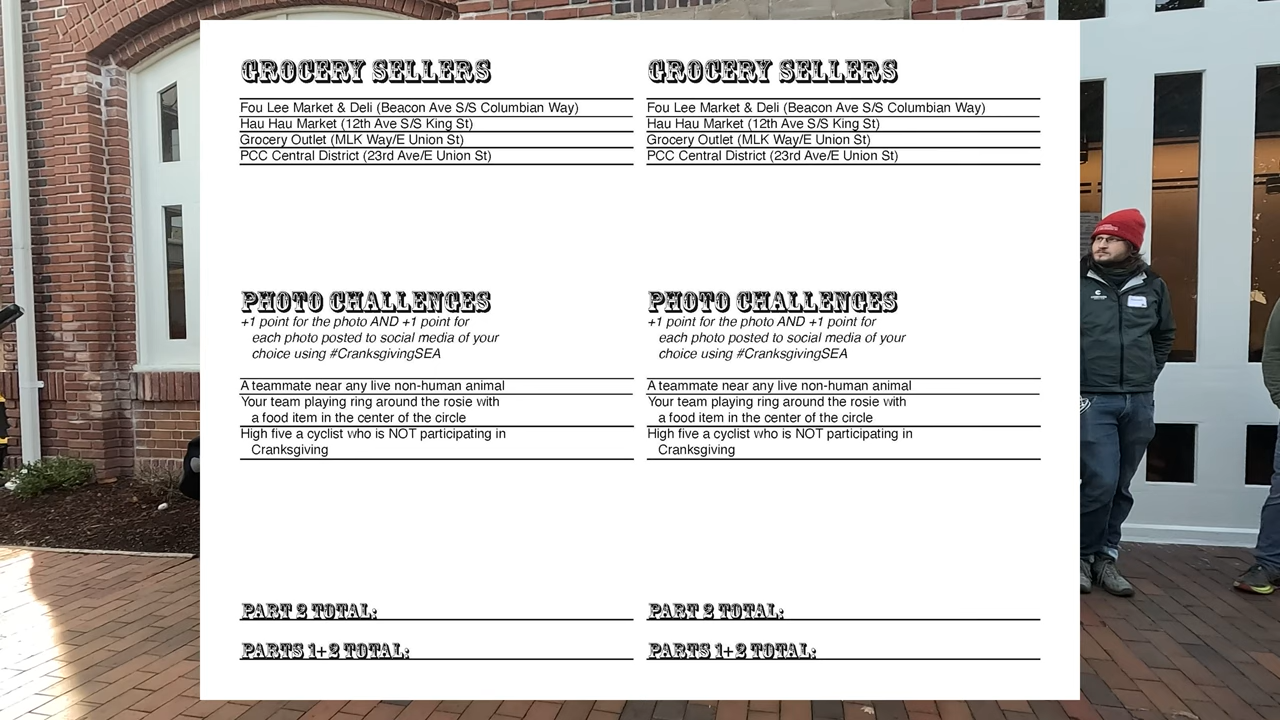 GROCERY SELLERS
Fou Lee Market & Deli (Beacon Ave S/S Columbian Way)
Hau Hau Market (12th Ave S/S King St)
Grocery Outlet (MLK Way/E Union St)
PCC Central District (23rd Ave/E Union St)
PHOTO CHALLENGES
+1 point for the photo AND +1 point for
each photo posted to social media of your
choice using #CranksgivingSEA
A teammate near any live non-human animal
Your team playing ring around the rosie with
a food item in the center of the circle
High five a cyclist who is NOT participating in
Cranksgiving
PART 2 TOTAL:
PARTS 1+2 TOTAL:
GROCERY SELLERS
Fou Lee Market & Deli (Beacon Ave S/S Columbian Way)
Hau Hau Market (12th Ave S/S King St)
Grocery Outlet (MLK Way/E Union St)
PCC Central District (23rd Ave/E Union St)
PHOTO CHALLENGES
+1 point for the photo AND +1 point for
each photo posted to social media of your
choice using #CranksgivingSEA
A teammate near any live non-human animal
Your team playing ring around the rosie with
a food item in the center of the circle
High five a cyclist who is NOT participating in
Cranksgiving
PART 2 TOTAL:
PARTS 1+2 TOTAL: